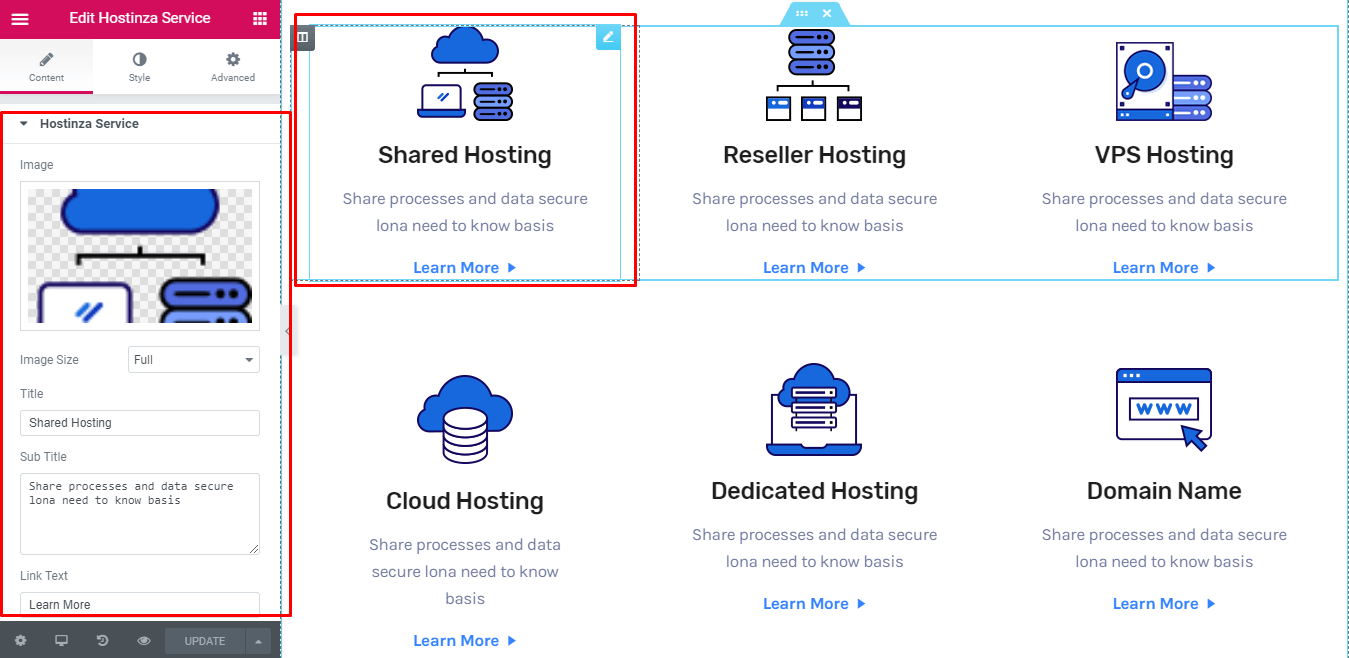 Edit Hostinza Service
Content
Style
Advanced
Hostinza Service
Image
Image Size
Full
Title
Shared Hosting
Sub Title
Share processes and data secure
lona need to know basis
Link Text
Learn More
UPDATE
Shared Hosting
Share processes and data secure
lona need to know basis
Learn More
Reseller Hosting
Share processes and data secure
lona need to know basis
Learn More
VPS Hosting
Share processes and data secure
lona need to know basis
Learn More
Cloud Hosting
Share processes and data
secure lona need to know
basis
Learn More
Dedicated Hosting
Share processes and data secure
lona need to know basis
Learn More
WWW
Domain Name
Share processes and data secure
lona need to know basis
Learn More